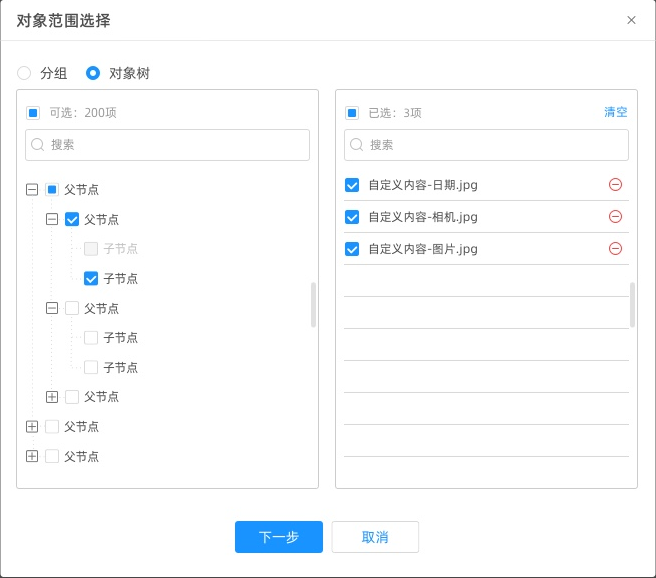 对象范围选择
分组 对象树
可选：200项
搜索
父节点
父节点
子节点
子节点
父节点
子节点
子节点
父节点
父节点
父节点
已选：3项 清空
搜索
自定义内容-日期.jpg
自定义内容-相机.jpg
自定义内容-图片.jpg
下一步 取消